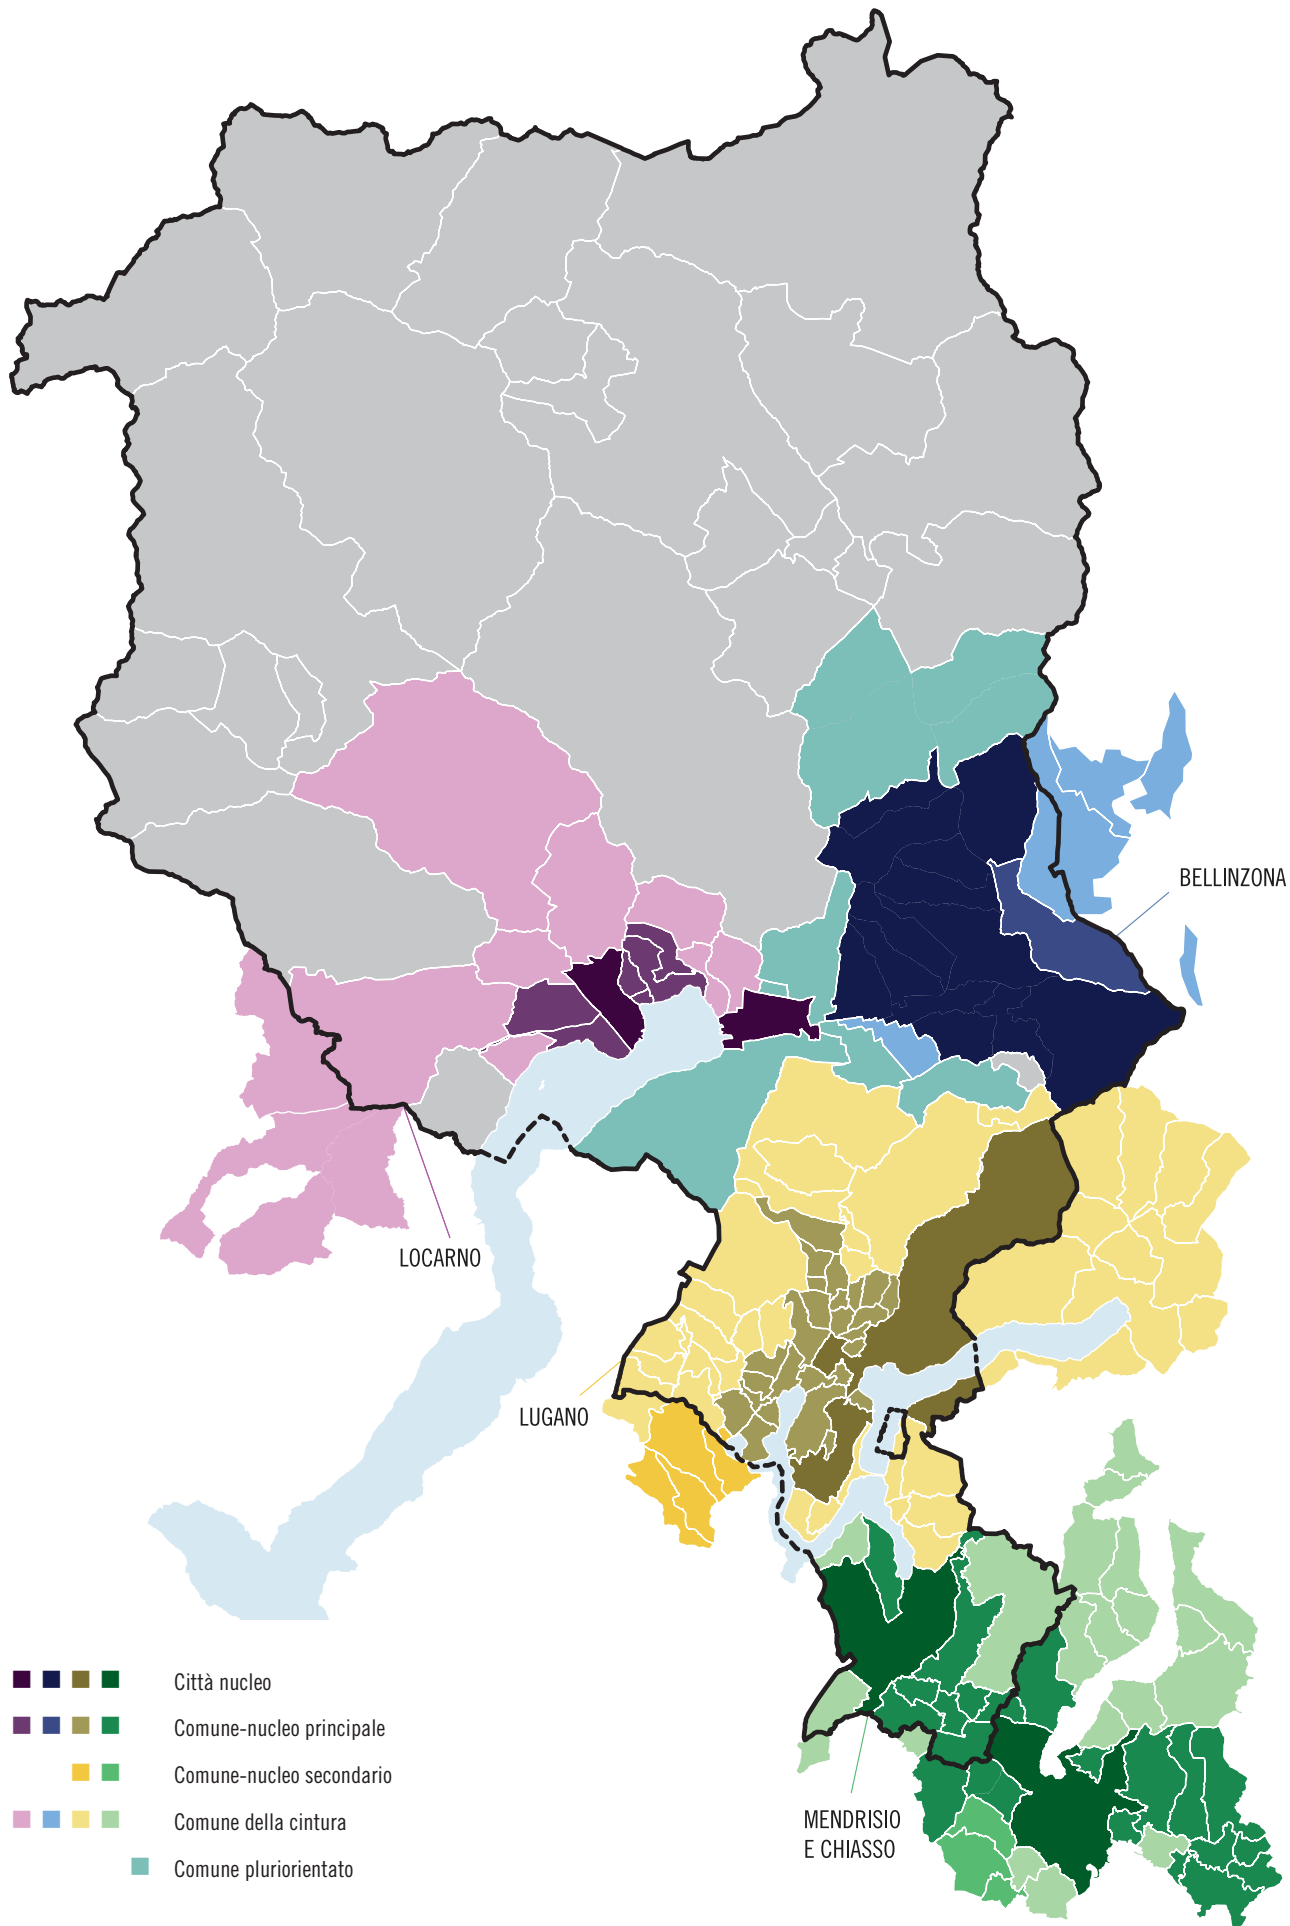 BELLINZONA
LOCARNO
LUGANO
Città nucleo
Comune-nucleo principale
Comune-nucleo secondario
Comune della cintura
Comune pluriorientato
MENDRISIO
E CHIASSO